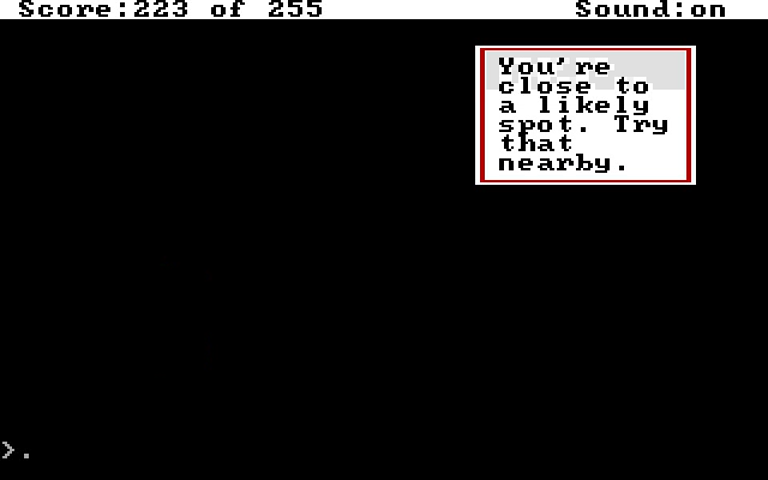 Score:223 of 255 Sound:on
You're
close to
a likely
spot. Try
that
nearby.
>.